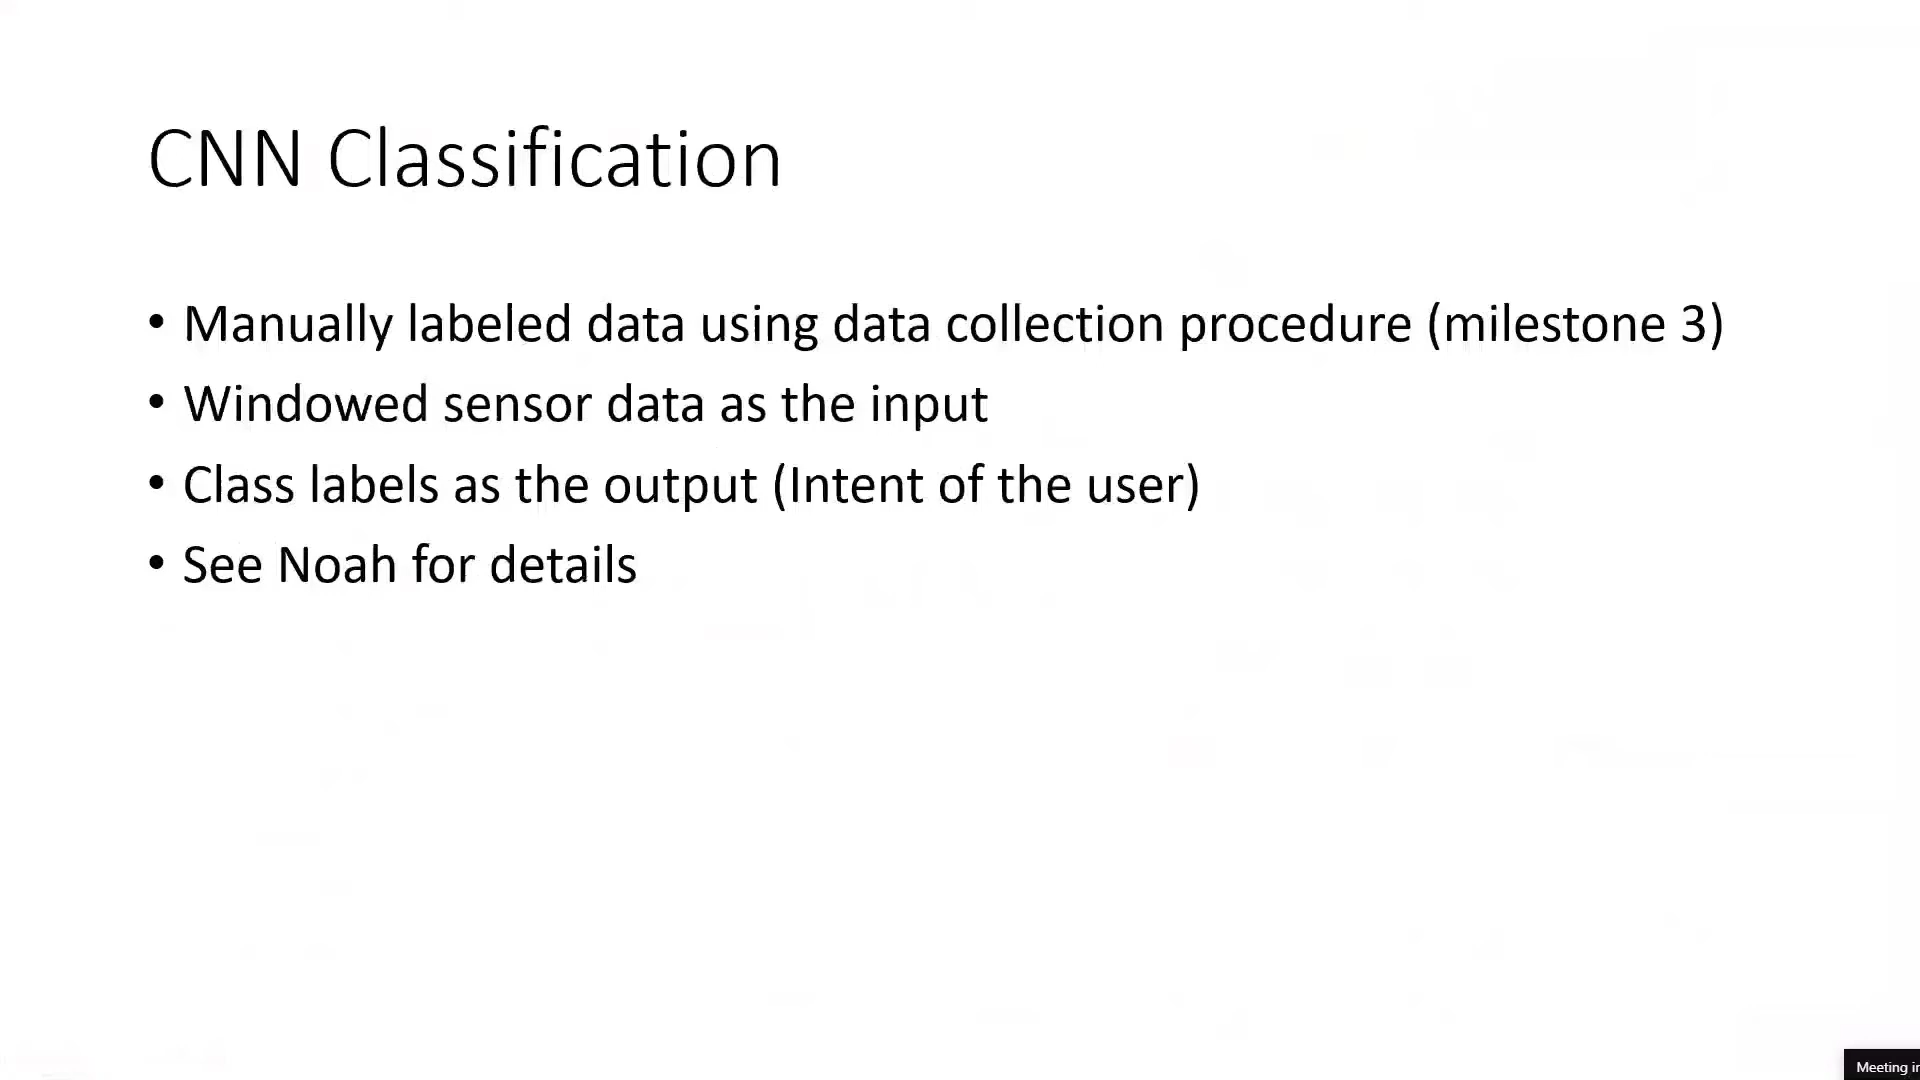 CNN Classification
• Manually labeled data using data collection procedure (milestone 3)
• Windowed sensor data as the input
• Class labels as the output (Intent of the user)
• See Noah for details
Meeting